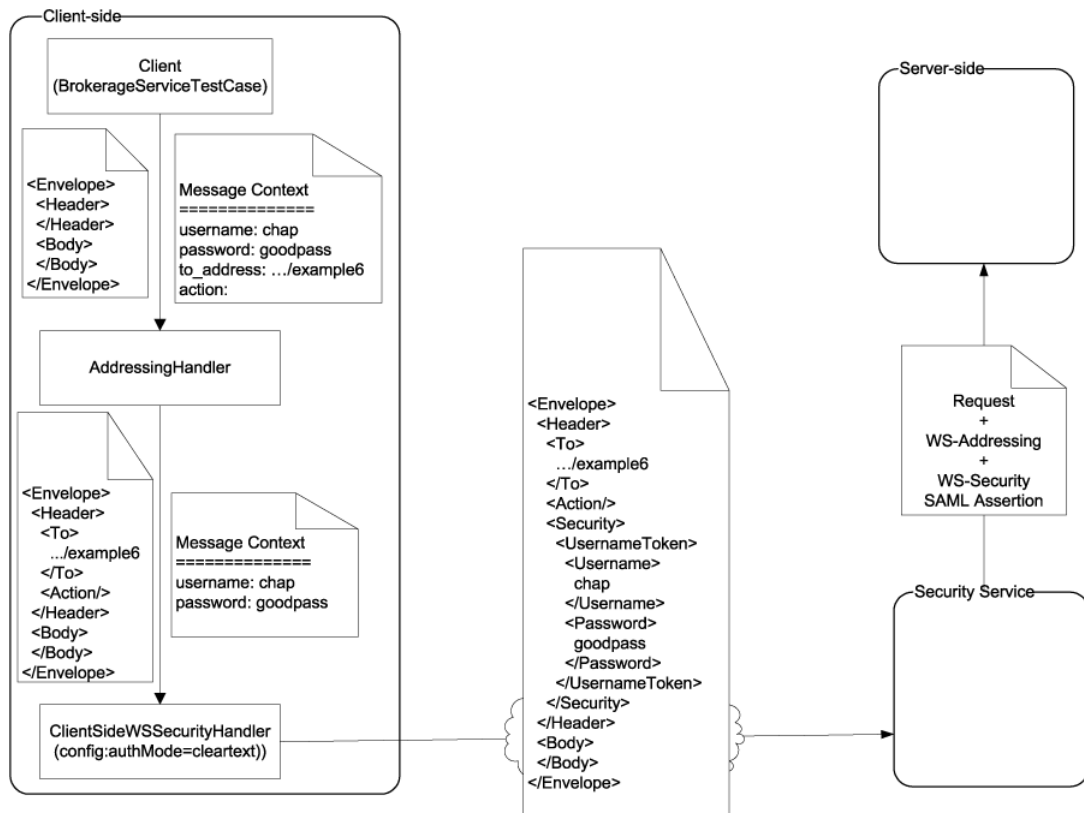 Client-side
Client
(BrokerageServiceTestCase)
<Envelope>
<Header>
</Header>
<Body>
</Body>
</Envelope>
Message Context
==============
username: chap
password: goodpass
to_address: …/example6
action:
AddressingHandler
<Envelope>
<Header>
<To>
…/example6
</To>
<Action/>
</Header>
<Body>
</Body>
</Envelope>
Message Context
==============
username: chap
password: goodpass
ClientSideWSSecurityHandler
(config:authMode=cleartext))
<Envelope>
<Header>
<To>
…/example6
</To>
<Action/>
<Security>
<UsernameToken>
<Username>
chap
</Username>
<Password>
goodpass
</Password>
</UsernameToken>
</Security>
</Header>
<Body>
</Body>
</Envelope>
Server-side
Request
+
WS-Addressing
+
WS-Security
SAML Assertion
Security Service